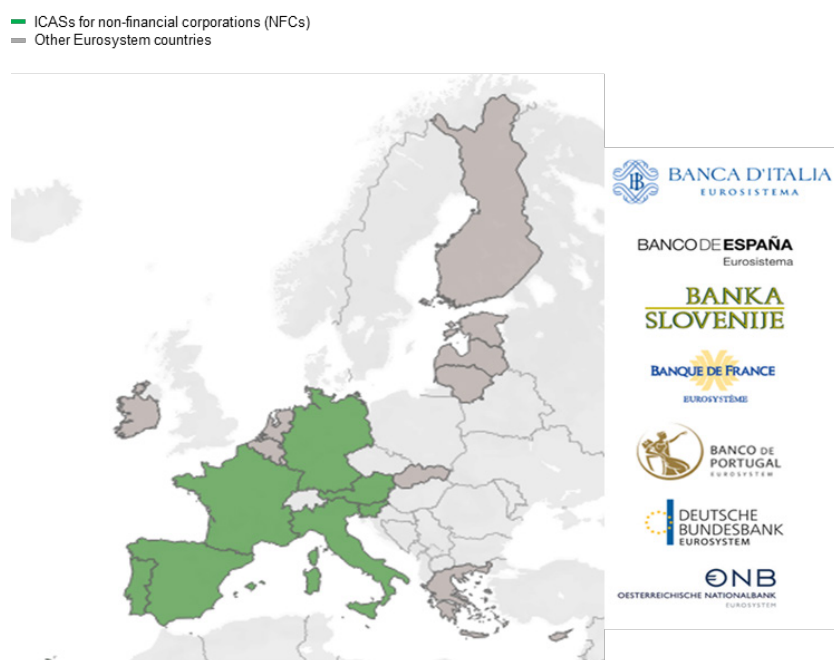 ICASs for non-financial corporations (NFCs)
Other Eurosystem countries
BANCA D'ITALIA
EUROSISTEMA
BANCO DE ESPAÑA
Eurosistema
BANKA
SLOVENIJE
BANQUE DE FRANCE
EUROSYSTÈME
BANCO DE
PORTUGAL
EUROSYSTEM
DEUTSCHE
BUNDESBANK
EUROSYSTEM
ONB
OESTERREICHISCHE NATIONALBANK
EUROSYSTEM